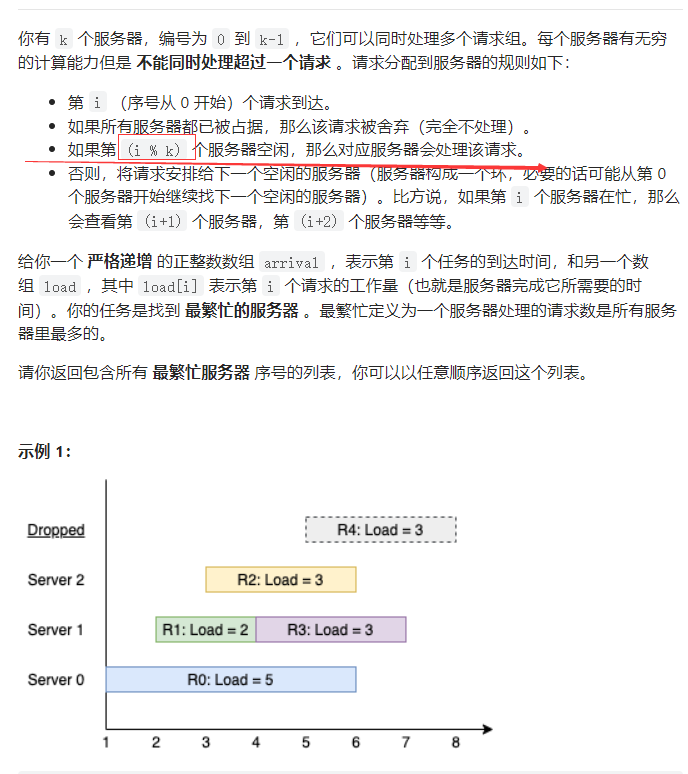 你有 k 个服务器，编号为 0 到 k-1 ，它们可以同时处理多个请求组。每个服务器有无穷
的计算能力但是 不能同时处理超过一个请求 。请求分配到服务器的规则如下：
第 i （序号从 0 开始）个请求到达。
如果所有服务器都已被占据，那么该请求被舍弃（完全不处理）。
如果第 (i % k) 个服务器空闲，那么对应服务器会处理该请求。
否则，将请求安排给下一个空闲的服务器（服务器构成一个环，必要的话可能从第 0
个服务器开始继续找下一个空闲的服务器）。比方说，如果第 i 个服务器在忙，那么
会查看第 (i+1) 个服务器，第 (i+2) 个服务器等等。
给你一个 严格递增 的正整数数组 arrival ，表示第 i 个任务的到达时间，和另一个数
组 load ，其中 load[i] 表示第 i 个请求的工作量（也就是服务器完成它所需要的时
间）。你的任务是找到 最繁忙的服务器 。最繁忙定义为一个服务器处理的请求数是所有服务
器里最多的。
请你返回包含所有 最繁忙服务器 序号的列表，你可以以任意顺序返回这个列表。
示例 1：
Dropped R4: Load = 3
Server 2 R2: Load = 3
Server 1 R1: Load = 2 R3: Load = 3
Server 0 R0: Load = 5
1 2 3 4 5 6 7 8